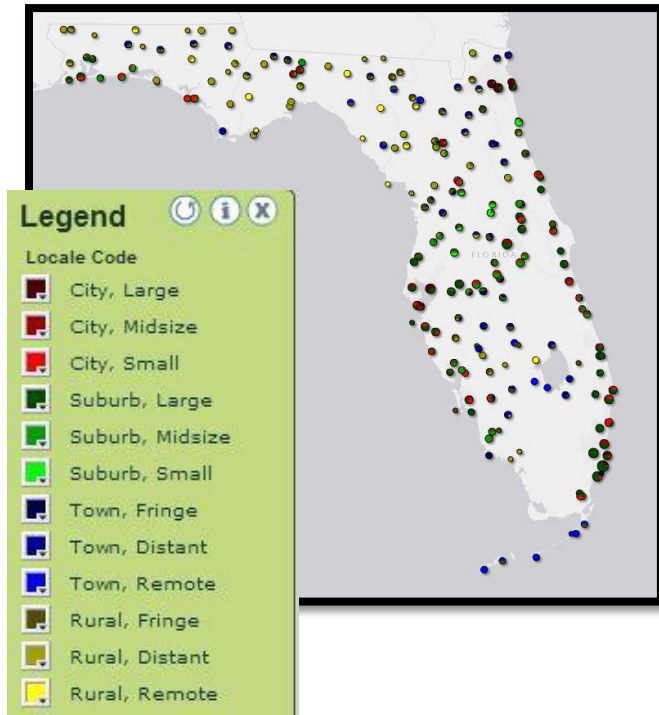 FLORIDA
Legend
Locale Code
City, Large
City, Midsize
City, Small
Suburb, Large
Suburb, Midsize
Suburb, Small
Town, Fringe
Town, Distant
Town, Remote
Rural, Fringe
Rural, Distant
Rural, Remote